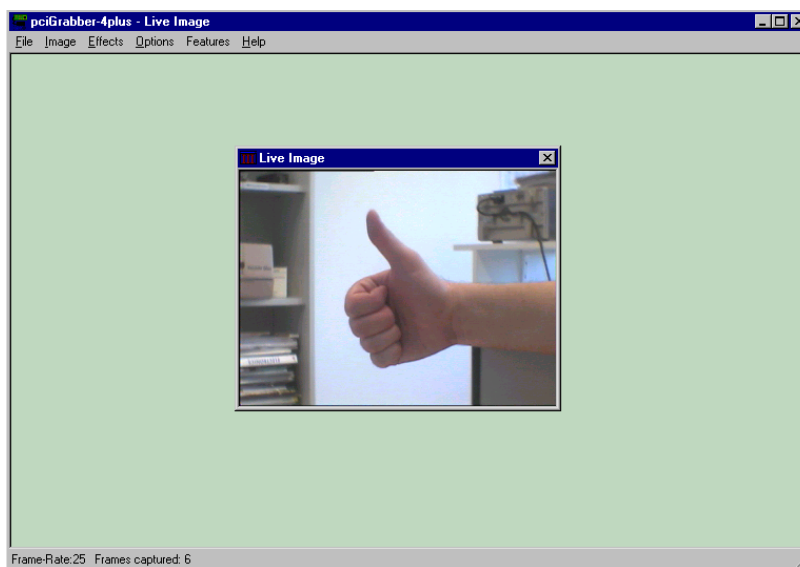 pciGrabber-4plus - Live Image
File Image Effects Options Features Help
Live Image
Frame-Rate:25 Frames captured: 6